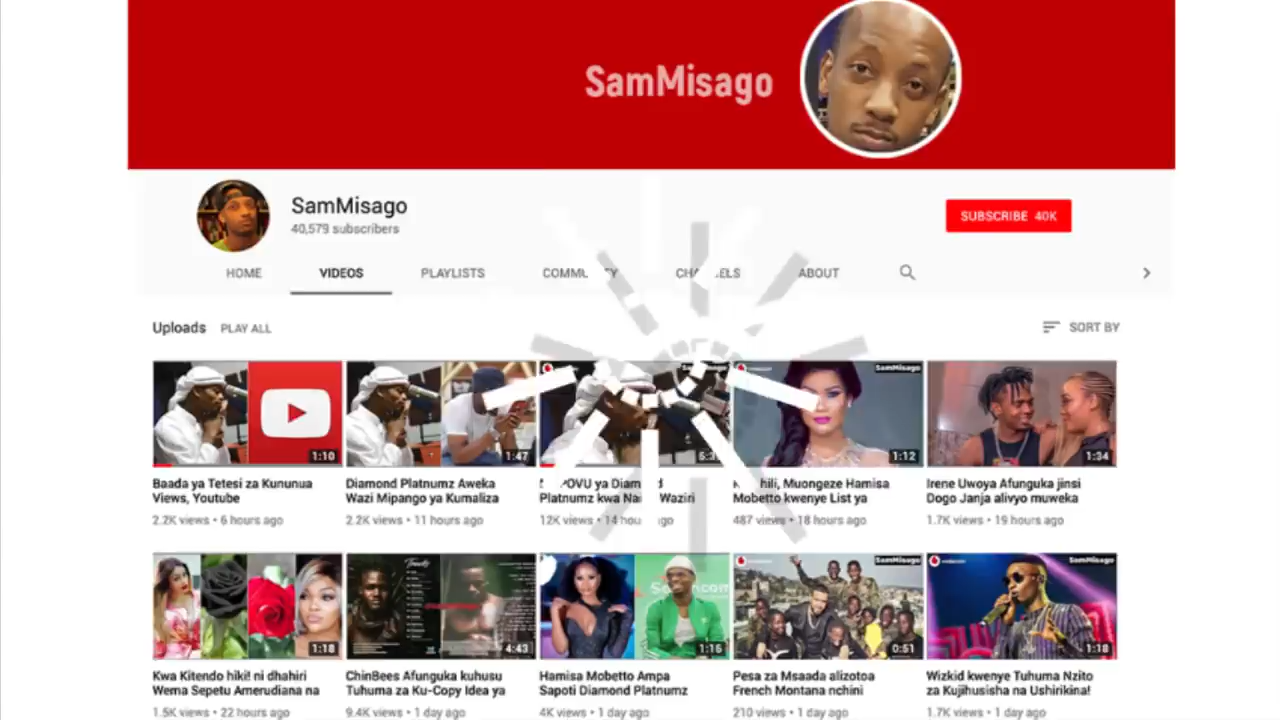 SamMisago
SamMisago
40,579 subscribers
SUBSCRIBE 40K
HOME
VIDEOS
PLAYLISTS
ABOUT
Uploads
PLAY ALL
SORT BY
1:10
1:47
SamMisago
1:12
1:34
Baada ya Tetesi za Kununua
Views, Youtube
2.2K views • 6 hours ago
Diamond Platnumz Aweka
Wazi Mipango ya Kumaliza
2.2K views • 11 hours ago
POVU ya
Platnumz kwa Waziri
12K views • 14 ago
Muongeze Hamisa
Mobetto kwenye List ya
487 views • 18 hours ago
Irene Uwoya Afunguka jinsi
Dogo Janja alivyo muweka
1.7K views • 19 hours ago
1:18
4:43
1:16
SamMisago
0:51
SamMisago
1:18
Kwa Kitendo hiki! ni dhahiri
Wema Sepetu Amerudiana na
1.5K views • 22 hours ago
ChinBees Afunguka kuhusu
Tuhuma za Ku-Copy Idea ya
9.4K views • 1 day ago
Hamisa Mobetto Ampa
Sapoti Diamond Platnumz
4K views • 1 day ago
Pesa za Msaada alizotoa
French Montana nchini
210 views • 1 day ago
Wizkid kwenye Tuhuma Nzito
za Kujihusisha na Ushirikina!
1.7K views • 1 day ago